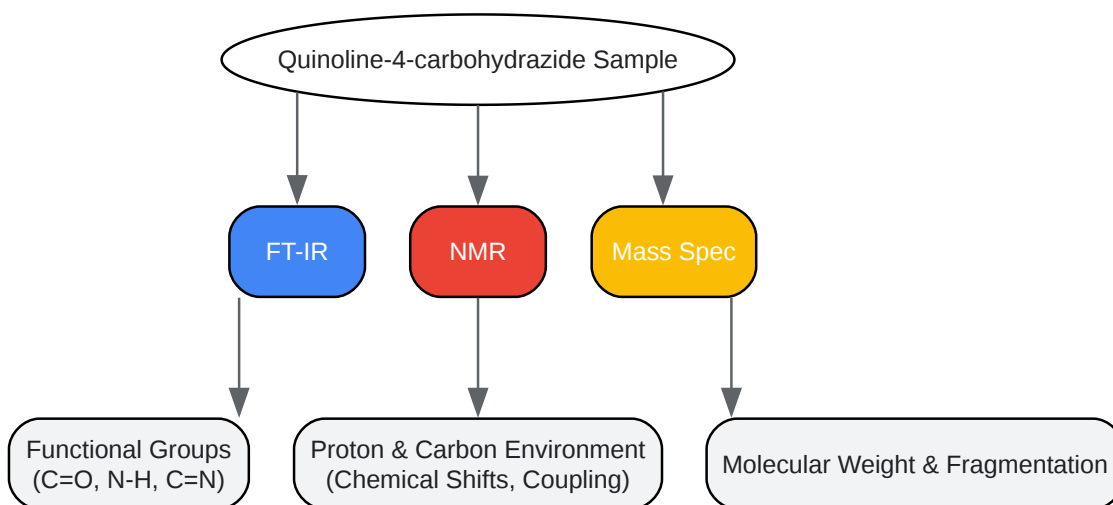 Quinoline-4-carbohydrazide Sample
FT-IR
NMR
Mass Spec
Functional Groups
(C=O, N-H, C=N)
Proton & Carbon Environment
(Chemical Shifts, Coupling)
Molecular Weight & Fragmentation